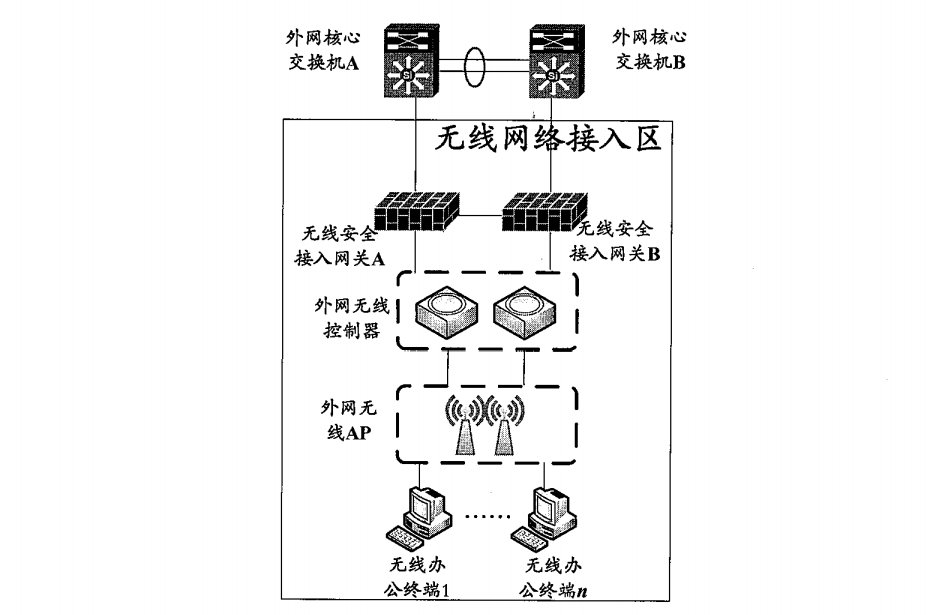 外网核心
交换机A
外网核心
交换机B
SI
SI
无线网络接入区
无线安全
接入网关A
无线安全
接入网关B
外网无线
控制器
外网无
线AP
……
无线办
公终端1
无线办
公终端n